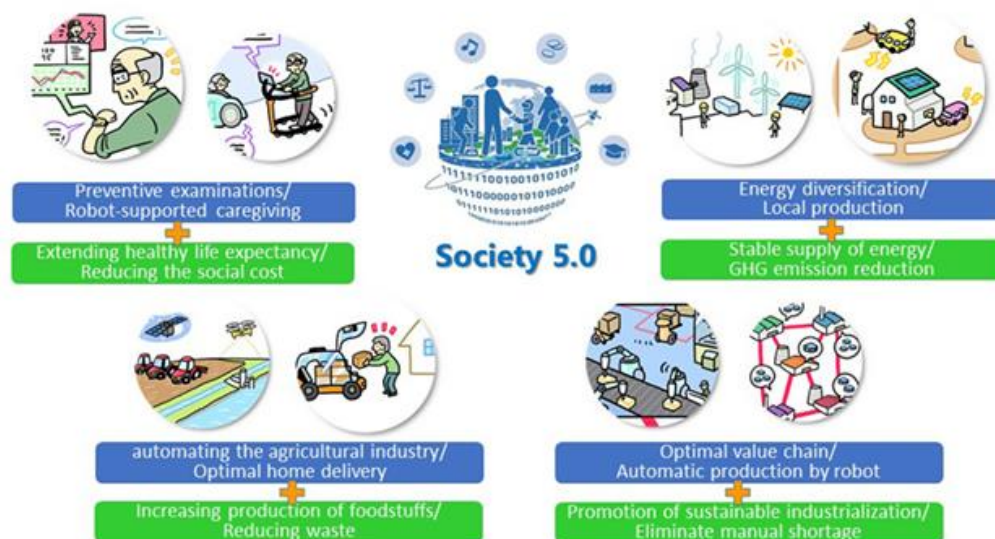 Preventive examinations/
Robot-supported caregiving
Extending healthy life expectancy/
Reducing the social cost
Society 5.0
Energy diversification/
Local production
Stable supply of energy/
GHG emission reduction
automating the agricultural industry/
Optimal home delivery
Increasing production of foodstuffs/
Reducing waste
Optimal value chain/
Automatic production by robot
Promotion of sustainable industrialization/
Eliminate manual shortage